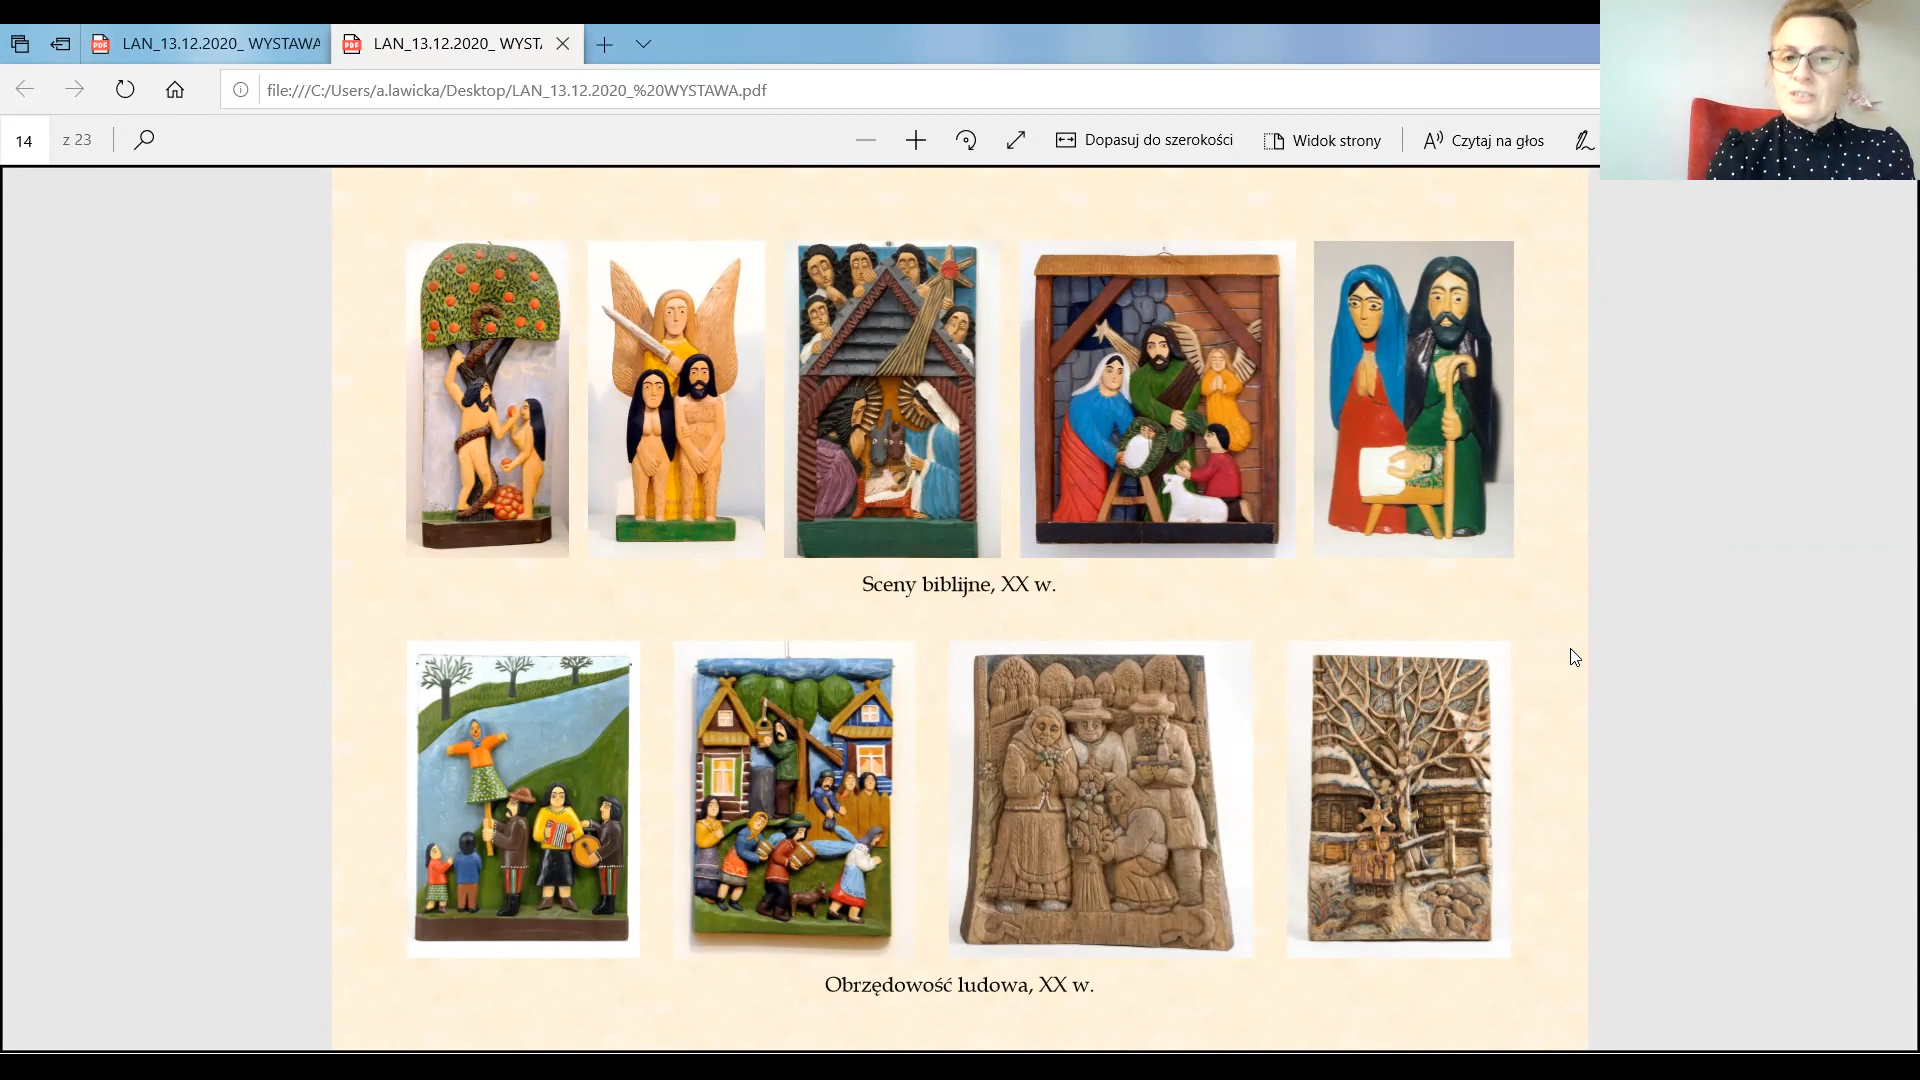 LAN_13.12.2020_ WYSTAWA
LAN_13.12.2020_ WYST
file:///C:/Users/a.lawicka/Desktop/LAN_13.12.2020_%20WYSTAWA.pdf
14 z 23
Dopasuj do szerokości
Widok strony
Czytaj na głos
Sceny biblijne, XX w.
Obrzędowość ludowa, XX w.